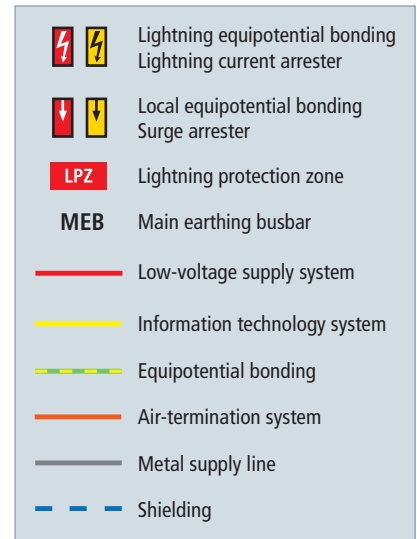 Lightning equipotential bonding
Lightning current arrester
Local equipotential bonding
Surge arrester
LPZ Lightning protection zone
MEB Main earthing busbar
Low-voltage supply system
Information technology system
Equipotential bonding
Air-termination system
Metal supply line
Shielding